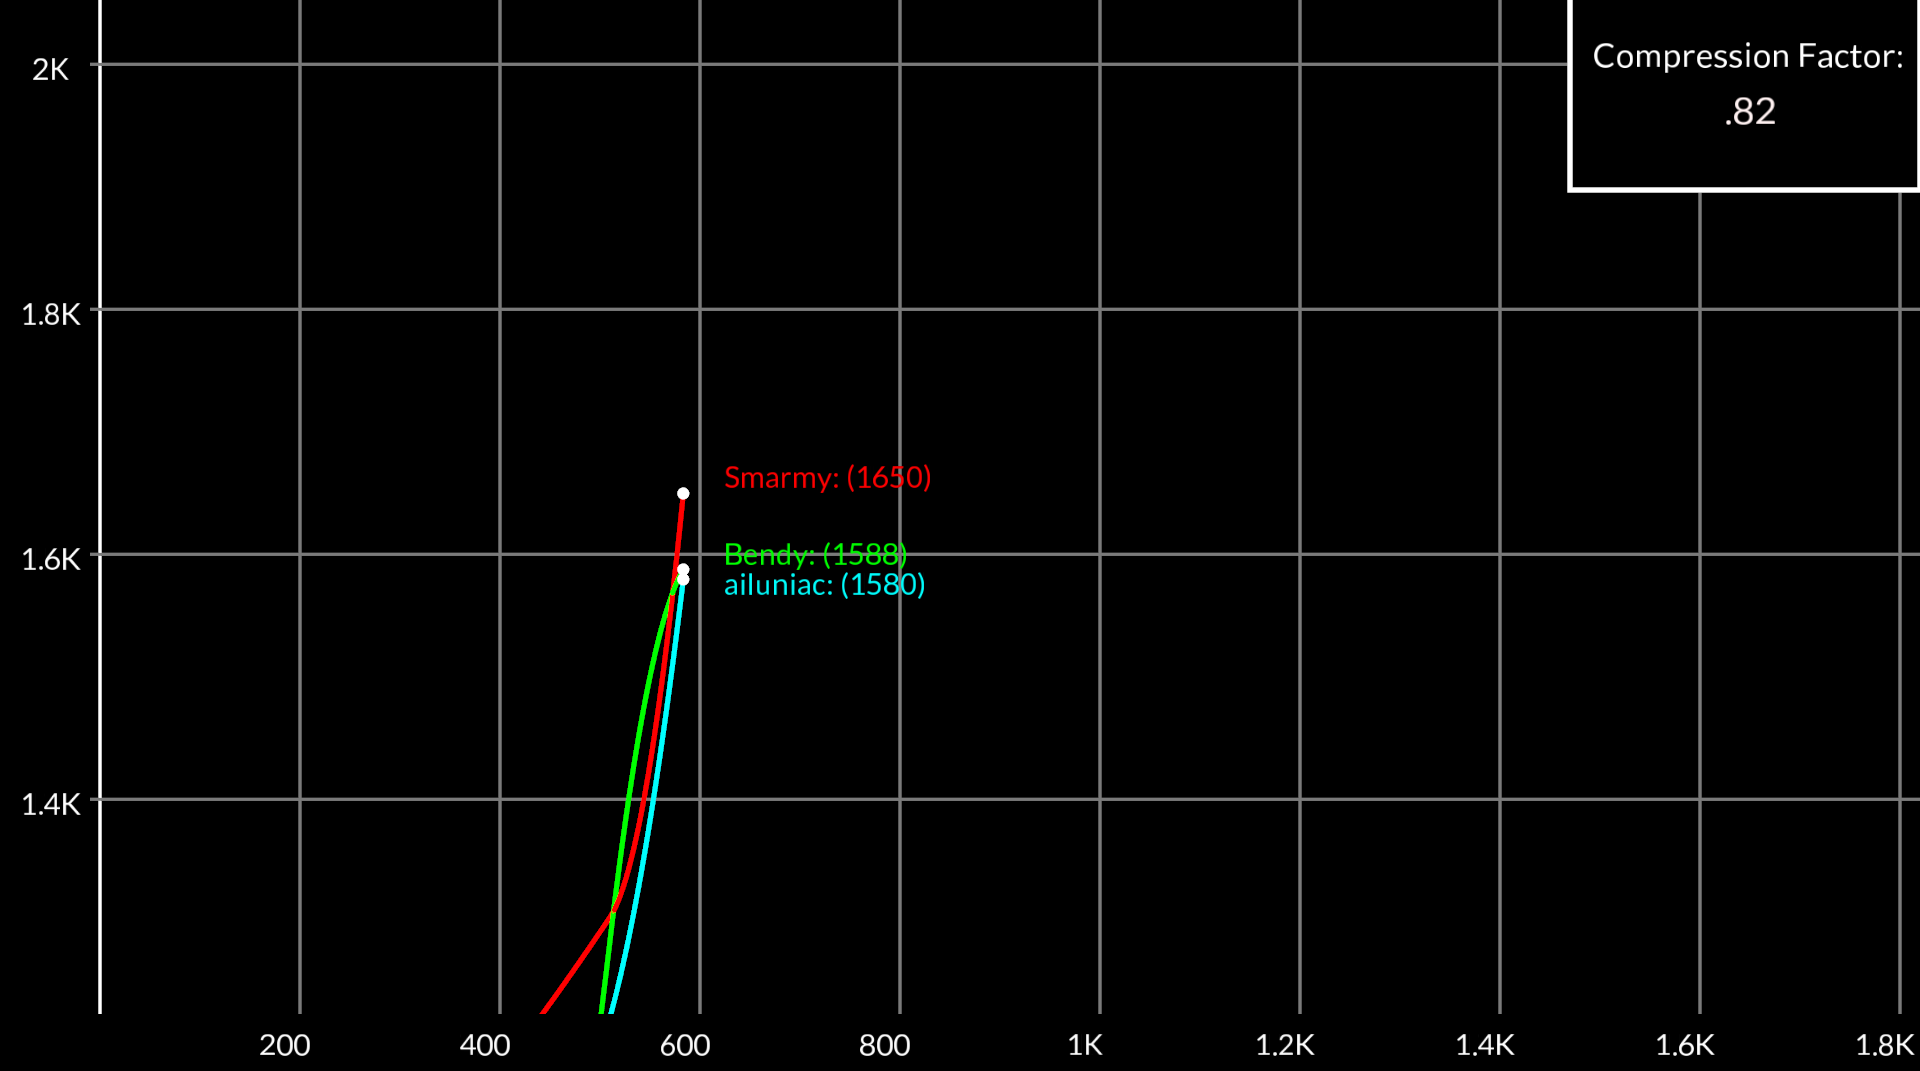 Compression Factor:
.82
2K
1.8K
1.6K
1.4K
Smarmy: (1650)
Bendy: (1588)
ailuniac: (1580)
200 400 600 800 1K 1.2K 1.4K 1.6K 1.8K